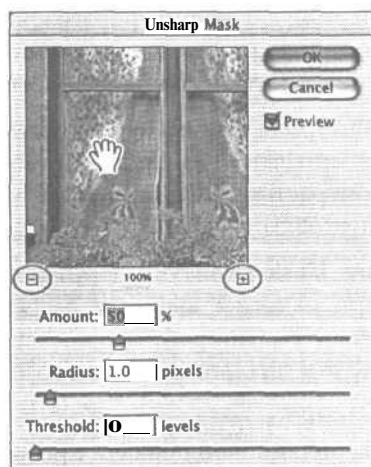 Unsharp Mask
OK
Cancel
Preview
100%
Amount: 50 %
Radius: 1.0 pixels
Threshold: 0 levels